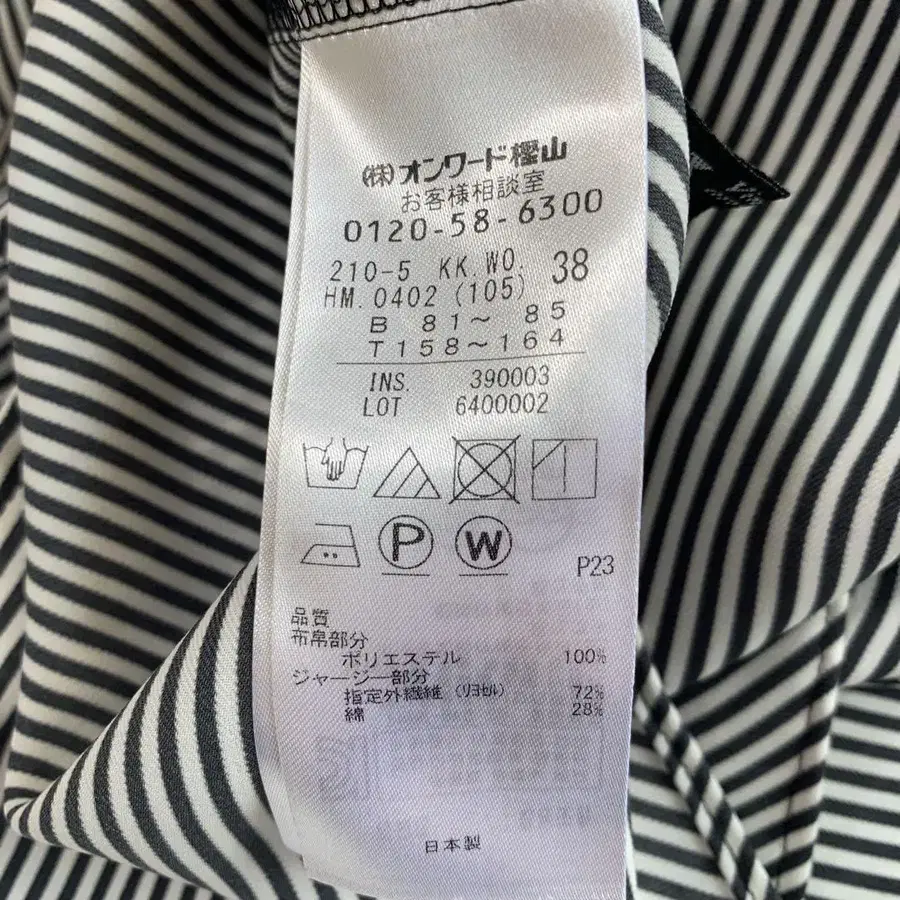 (株)オンワード樫山
お客様相談室
0120-58-6300
210-5 KK.WO. 38
HM.0402 (105)
B 81～ 85
T158～164
INS. 390003
LOT 6400002
P W
P23
品質
布帛部分
ポリエステル 100%
ジャージー部分
指定外繊維 (リヨセル) 72%
綿 28%
日本製